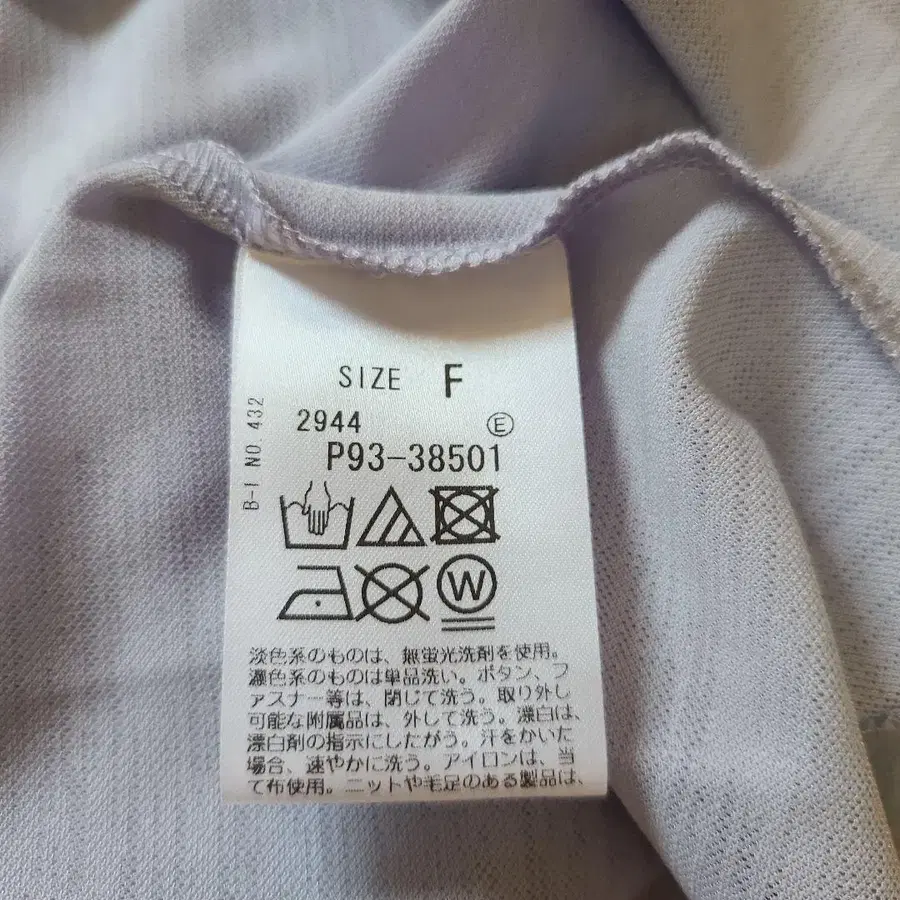 SIZE F
2944 Ⓔ
P93-38501
B-I NO.432
W
淡色系のものは、無蛍光洗剤を使用。
濃色系のものは単品洗い。ボタン、フ
ァスナー等は、閉じて洗う。取り外し
可能な附属品は、外して洗う。漂白は、
漂白剤の指示にしたがう。汗をかいた
場合、速やかに洗う。アイロンは、当
て布使用。ニットや毛足のある製品は、